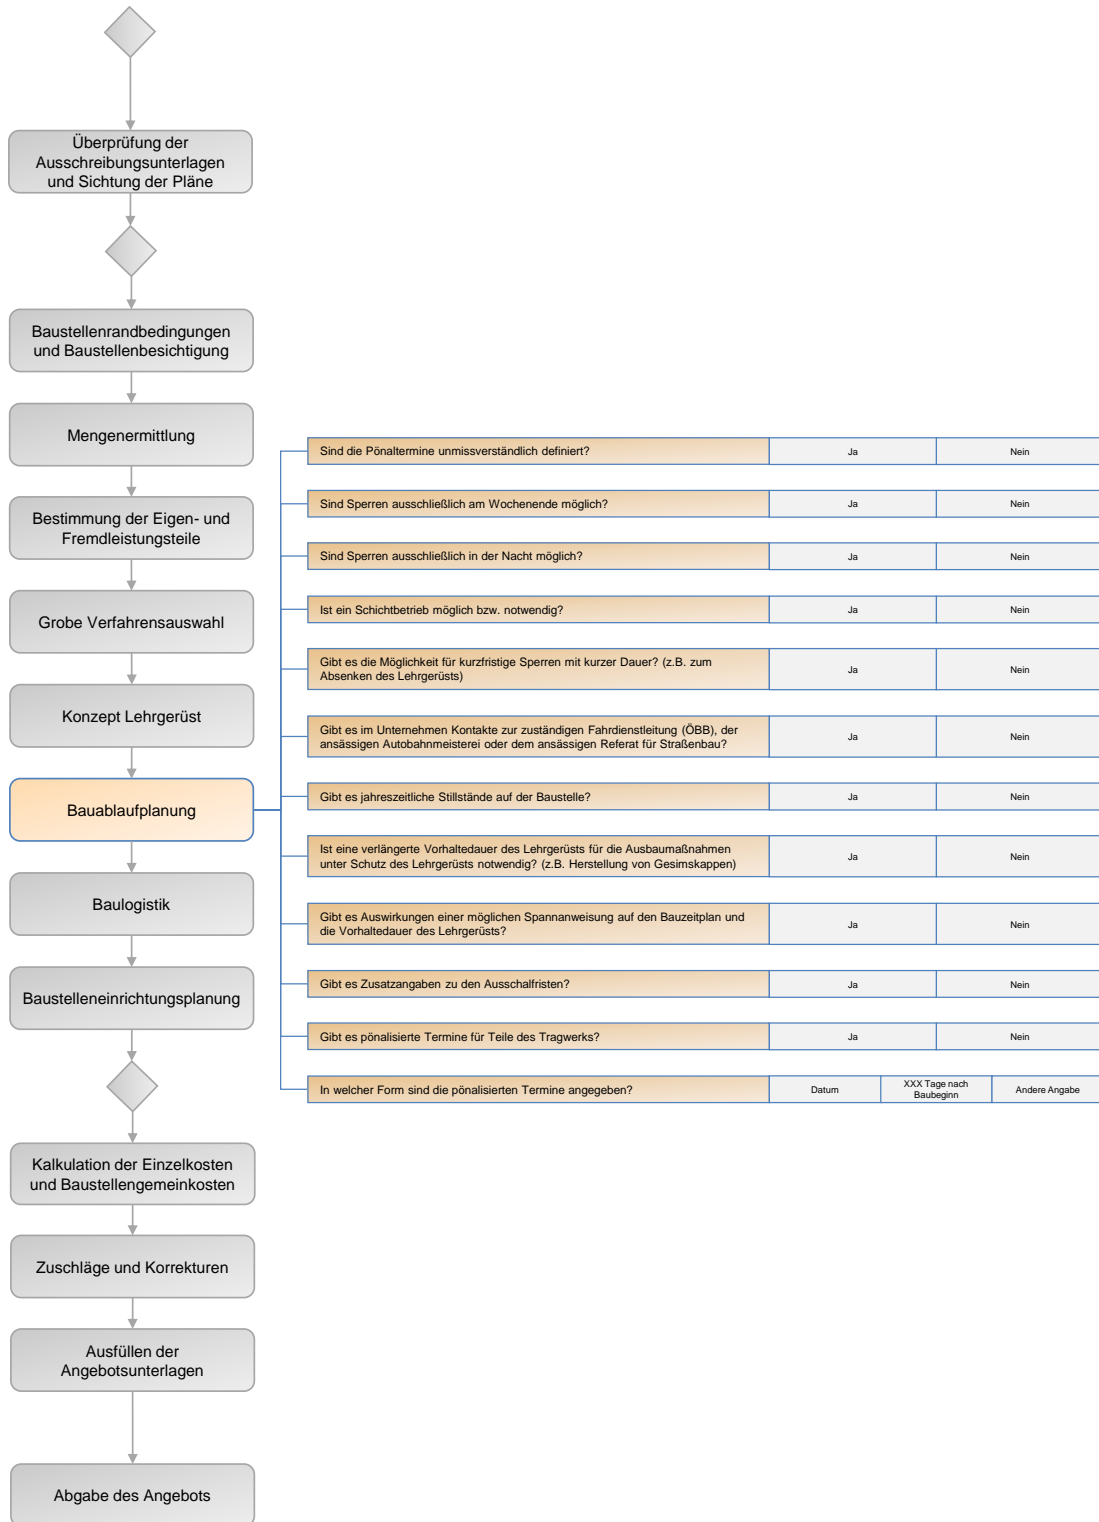 Überprüfung der
Ausschreibungsunterlagen
und Sichtung der Pläne
Baustellenrandbedingungen
und Baustellenbesichtigung
Mengenermittlung
Bestimmung der Eigen- und
Fremdleistungsteile
Grobe Verfahrensauswahl
Konzept Lehrgerüst
Bauablaufplanung
Baulogistik
Baustelleneinrichtungsplanung
Kalkulation der Einzelkosten
und Baustellengemeinkosten
Zuschläge und Korrekturen
Ausfüllen der
Angebotsunterlagen
Abgabe des Angebots
Sind die Pönaltermine unmissverständlich definiert? Ja Nein
Sind Sperren ausschließlich am Wochenende möglich? Ja Nein
Sind Sperren ausschließlich in der Nacht möglich? Ja Nein
Ist ein Schichtbetrieb möglich bzw. notwendig? Ja Nein
Gibt es die Möglichkeit für kurzfristige Sperren mit kurzer Dauer? (z.B. zum
Absenken des Lehrgerüsts) Ja Nein
Gibt es im Unternehmen Kontakte zur zuständigen Fahrdienstleitung (ÖBB), der
ansässigen Autobahnmeisterei oder dem ansässigen Referat für Straßenbau? Ja Nein
Gibt es jahreszeitliche Stillstände auf der Baustelle? Ja Nein
Ist eine verlängerte Vorhaltedauer des Lehrgerüsts für die Ausbaumaßnahmen
unter Schutz des Lehrgerüsts notwendig? (z.B. Herstellung von Gesimskappen) Ja Nein
Gibt es Auswirkungen einer möglichen Spannanweisung auf den Bauzeitplan und
die Vorhaltedauer des Lehrgerüsts? Ja Nein
Gibt es Zusatzangaben zu den Ausschalfristen? Ja Nein
Gibt es pönalisierte Termine für Teile des Tragwerks? Ja Nein
In welcher Form sind die pönalisierten Termine angegeben? Datum XXX Tage nach
Baubeginn Andere Angabe